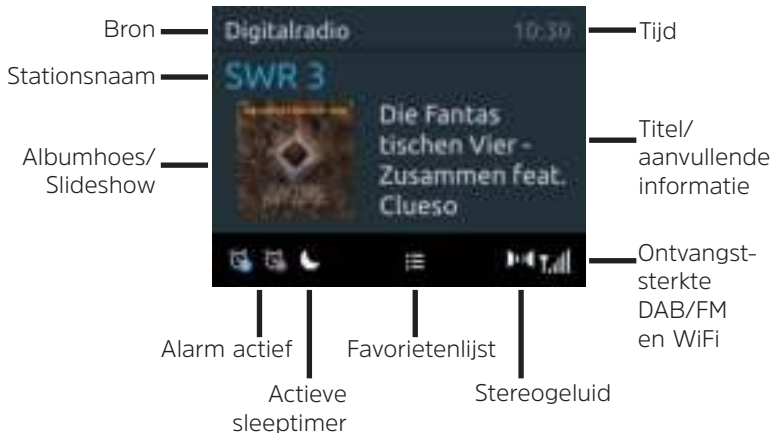 Bron
Digitalradio
10:30
Tijd
Stationsnaam
SWR 3
Albumhoes/
Slideshow
Die Fantas
tischen Vier -
Zusammen feat.
Clueso
Titel/
aanvullende
informatie
Ontvangst-
sterkte
DAB/FM
en WiFi
Alarm actief
Favorietenlijst
Actieve
sleeptimer
Stereogeluid